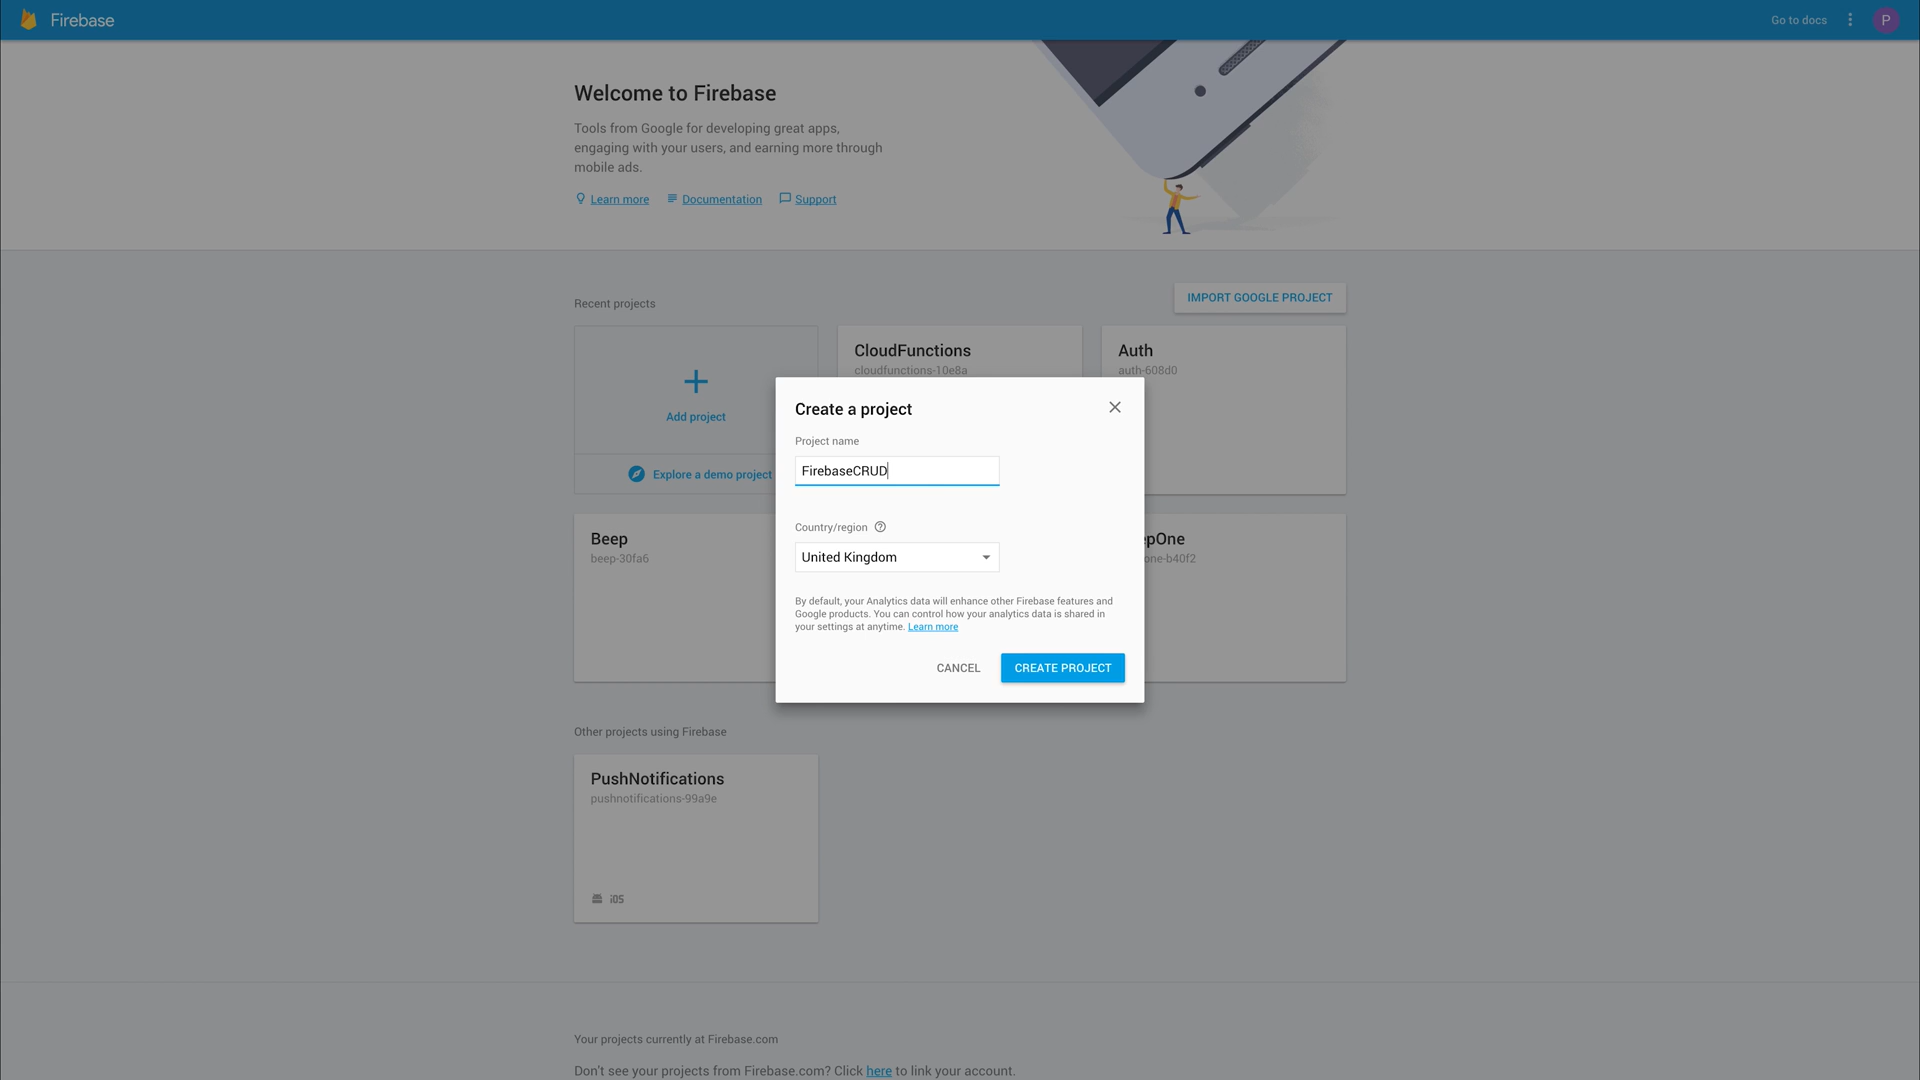 Firebase
Go to docs
P
Welcome to Firebase
Tools from Google for developing great apps,
engaging with your users, and earning more through
mobile ads.
Learn more
Documentation
Support
Recent projects
IMPORT GOOGLE PROJECT
Add project
Explore a demo project
CloudFunctions
cloudfunctions-10e8a
Auth
auth-608d0
Create a project
Project name
FirebaseCRUD
Country/region
United Kingdom
By default, your Analytics data will enhance other Firebase features and
Google products. You can control how your analytics data is shared in
your settings at anytime. Learn more
CANCEL
CREATE PROJECT
Beep
beep-30fa6
pOne
one-b40f2
Other projects using Firebase
PushNotifications
pushnotifications-99a9e
iOS
Your projects currently at Firebase.com
Don't see your projects from Firebase.com? Click here to link your account.